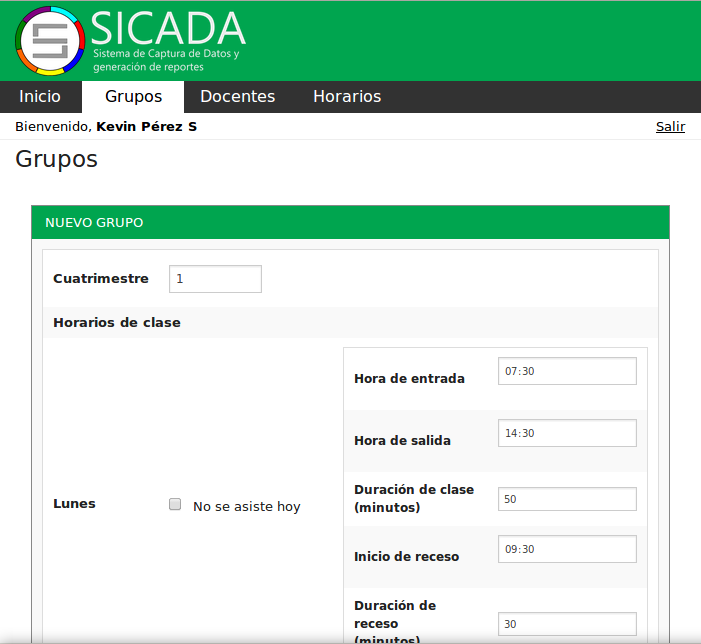 SICADA
Sistema de Captura de Datos y
generación de reportes
Inicio Grupos Docentes Horarios
Bienvenido, Kevin Pérez S Salir
Grupos
NUEVO GRUPO
Cuatrimestre 1
Horarios de clase
Hora de entrada 07:30
Hora de salida 14:30
Lunes No se asiste hoy
Duración de clase
(minutos) 50
Inicio de receso 09:30
Duración de
receso 30
(minutos)